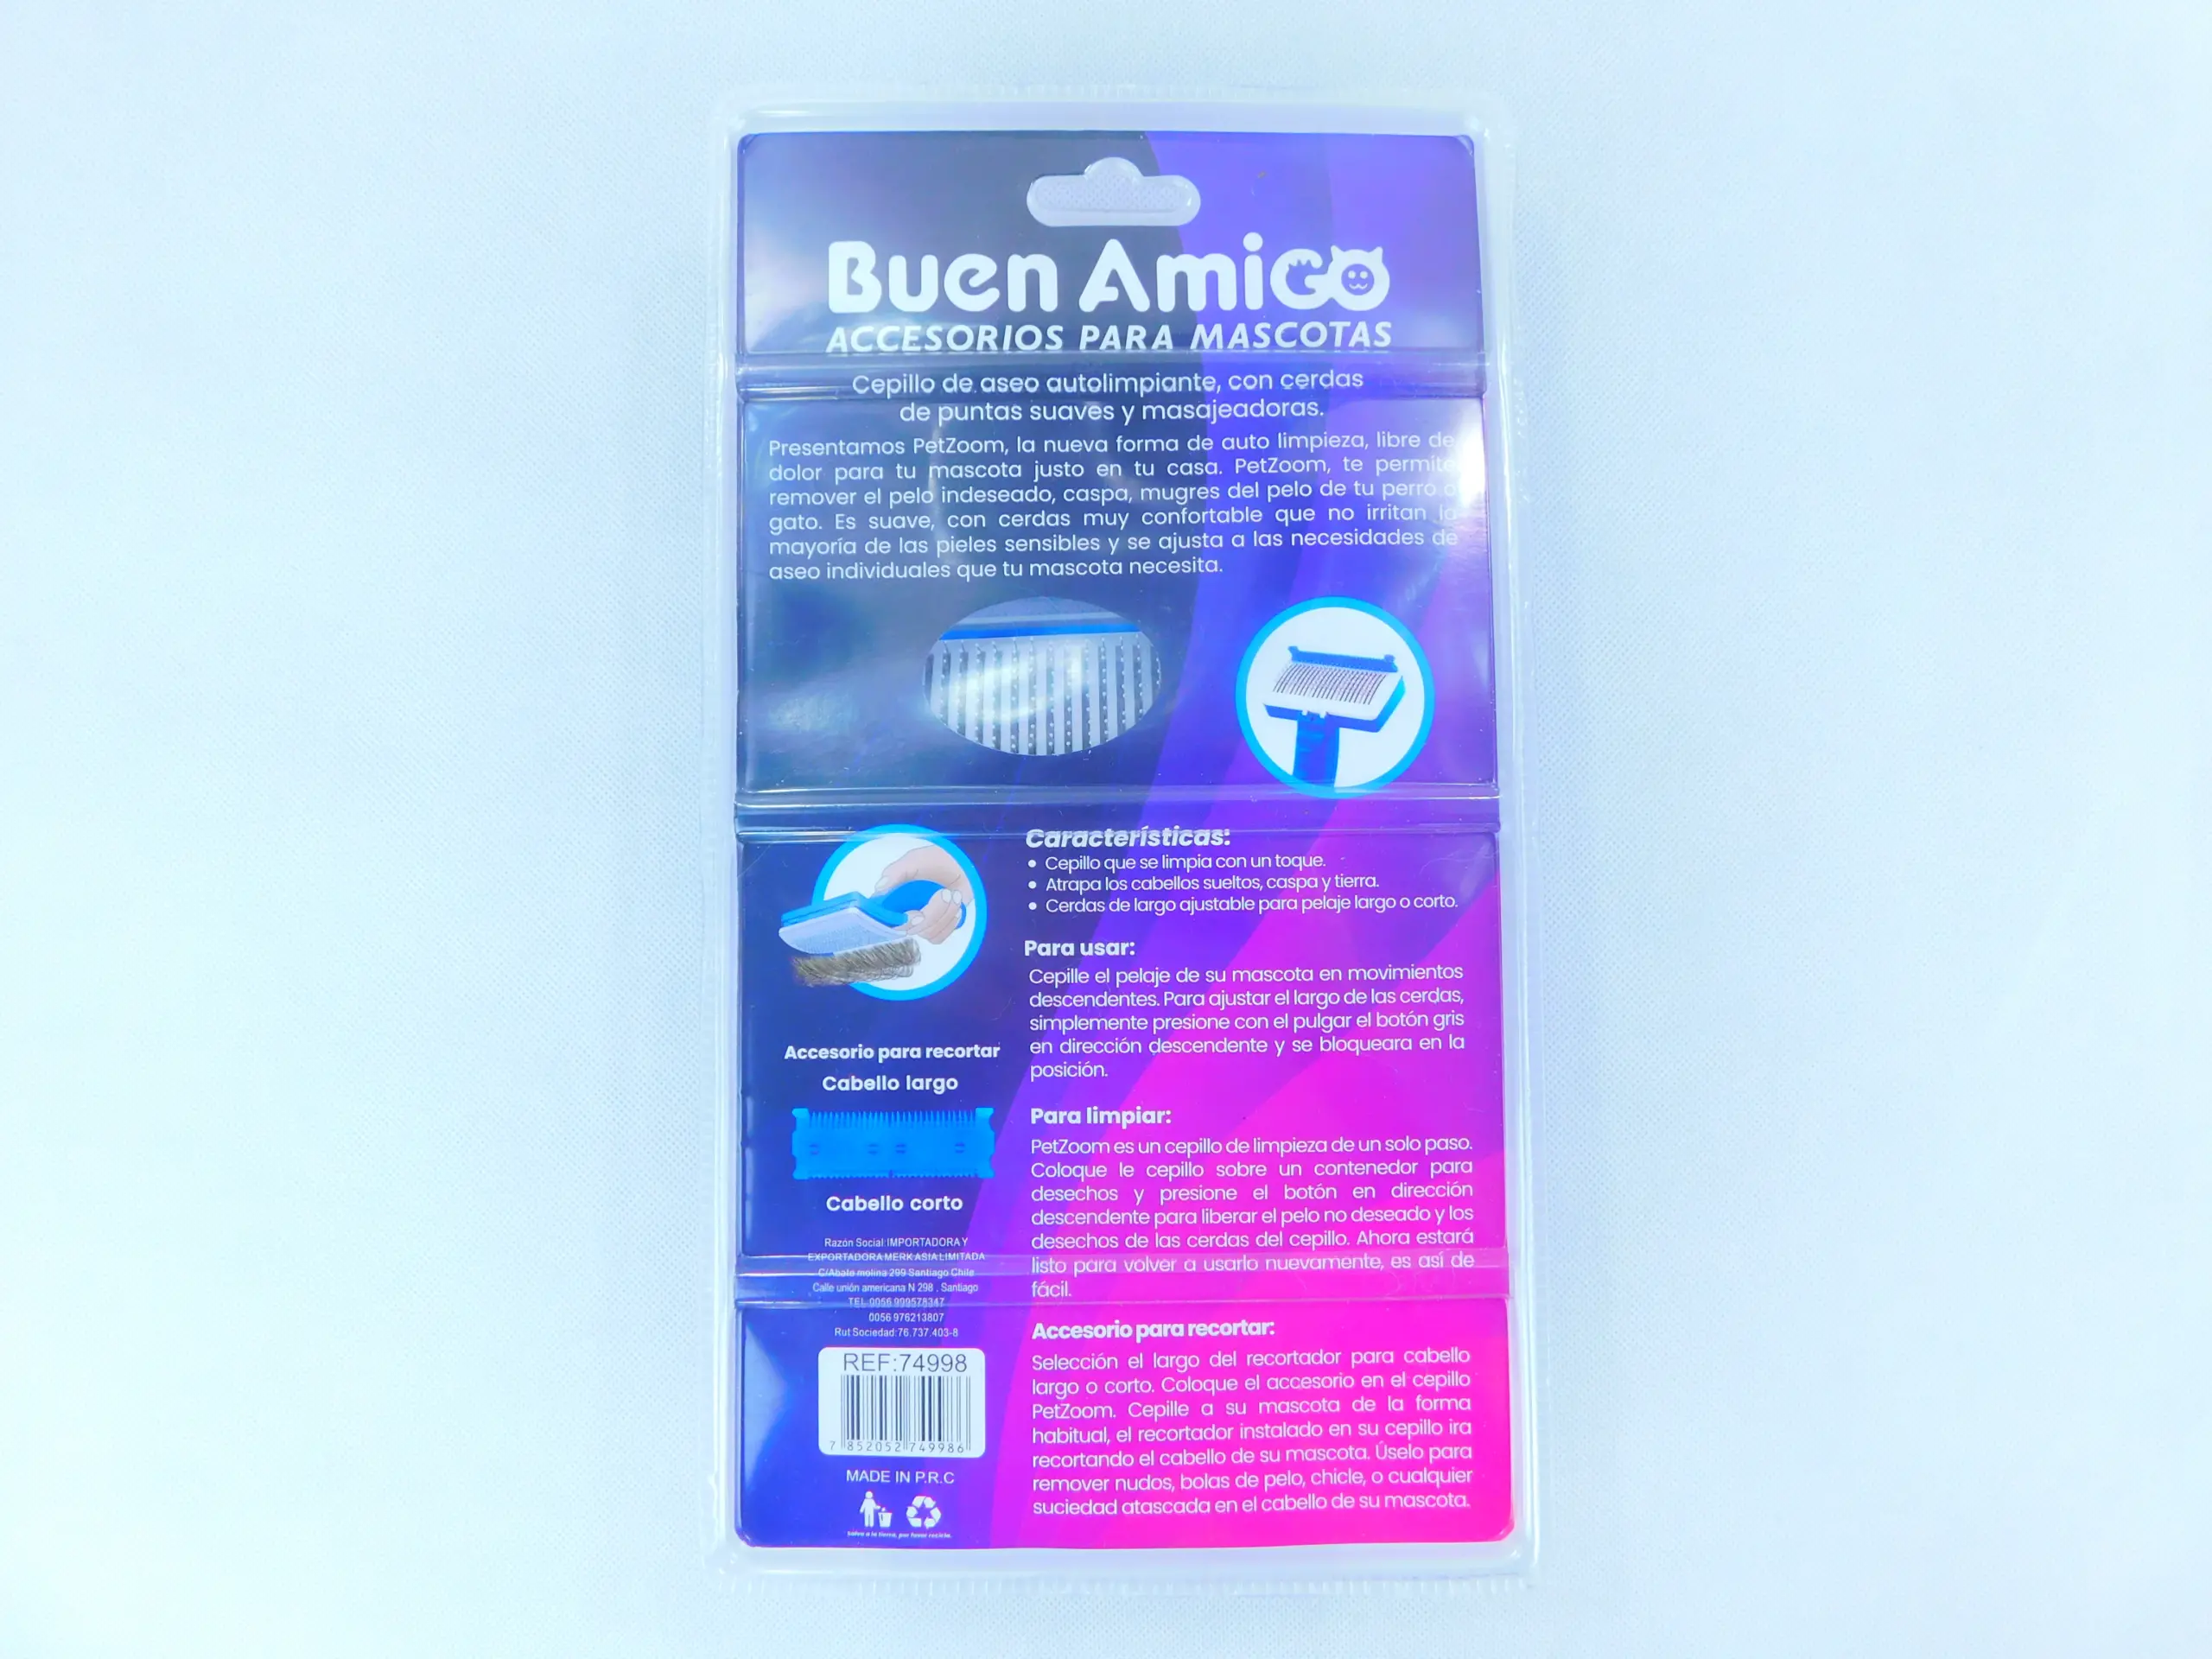 Buen Amigo
ACCESORIOS PARA MASCOTAS
Cepillo de aseo autolimpiante, con cerdas
de puntas suaves y masajeadoras.
Presentamos PetZoom, la nueva forma de auto limpieza, libre de
dolor para tu mascota justo en tu casa. PetZoom, te permite
remover el pelo indeseado, caspa, mugres del pelo de tu perro o
gato. Es suave, con cerdas muy confortable que no irritan la
mayoría de las pieles sensibles y se ajusta a las necesidades de
aseo individuales que tu mascota necesita.
Características:
• Cepillo que se limpia con un toque.
• Atrapa los cabellos sueltos, caspa y tierra.
• Cerdas de largo ajustable para pelaje largo o corto.
Para usar:
Cepille el pelaje de su mascota en movimientos
descendentes. Para ajustar el largo de las cerdas,
simplemente presione con el pulgar el botón gris
en dirección descendente y se bloqueara en la
posición.
Para limpiar:
PetZoom es un cepillo de limpieza de un solo paso.
Coloque le cepillo sobre un contenedor para
desechos y presione el botón en dirección
descendente para liberar el pelo no deseado y los
desechos de las cerdas del cepillo. Ahora estará
listo para volver a usarlo nuevamente, es así de
fácil.
Accesorio para recortar:
Selección el largo del recortador para cabello
largo o corto. Coloque el accesorio en el cepillo
PetZoom. Cepille a su mascota de la forma
habitual, el recortador instalado en su cepillo ira
recortando el cabello de su mascota. Úselo para
remover nudos, bolas de pelo, chicle, o cualquier
suciedad atascada en el cabello de su mascota.
Accesorio para recortar
Cabello largo
Cabello corto
Razón Social:IMPORTADORA Y
EXPORTADORA MERK ASIA LIMITADA
C/Abate molina 299 Santiago Chile
Calle unión americana N 298 . Santiago
TEL:0056 999578347
0056 976213807
Rut Sociedad:76.737.403-8
REF:74998
7 852052 749986
MADE IN P.R.C
Salve a la tierra, por favor recicle.